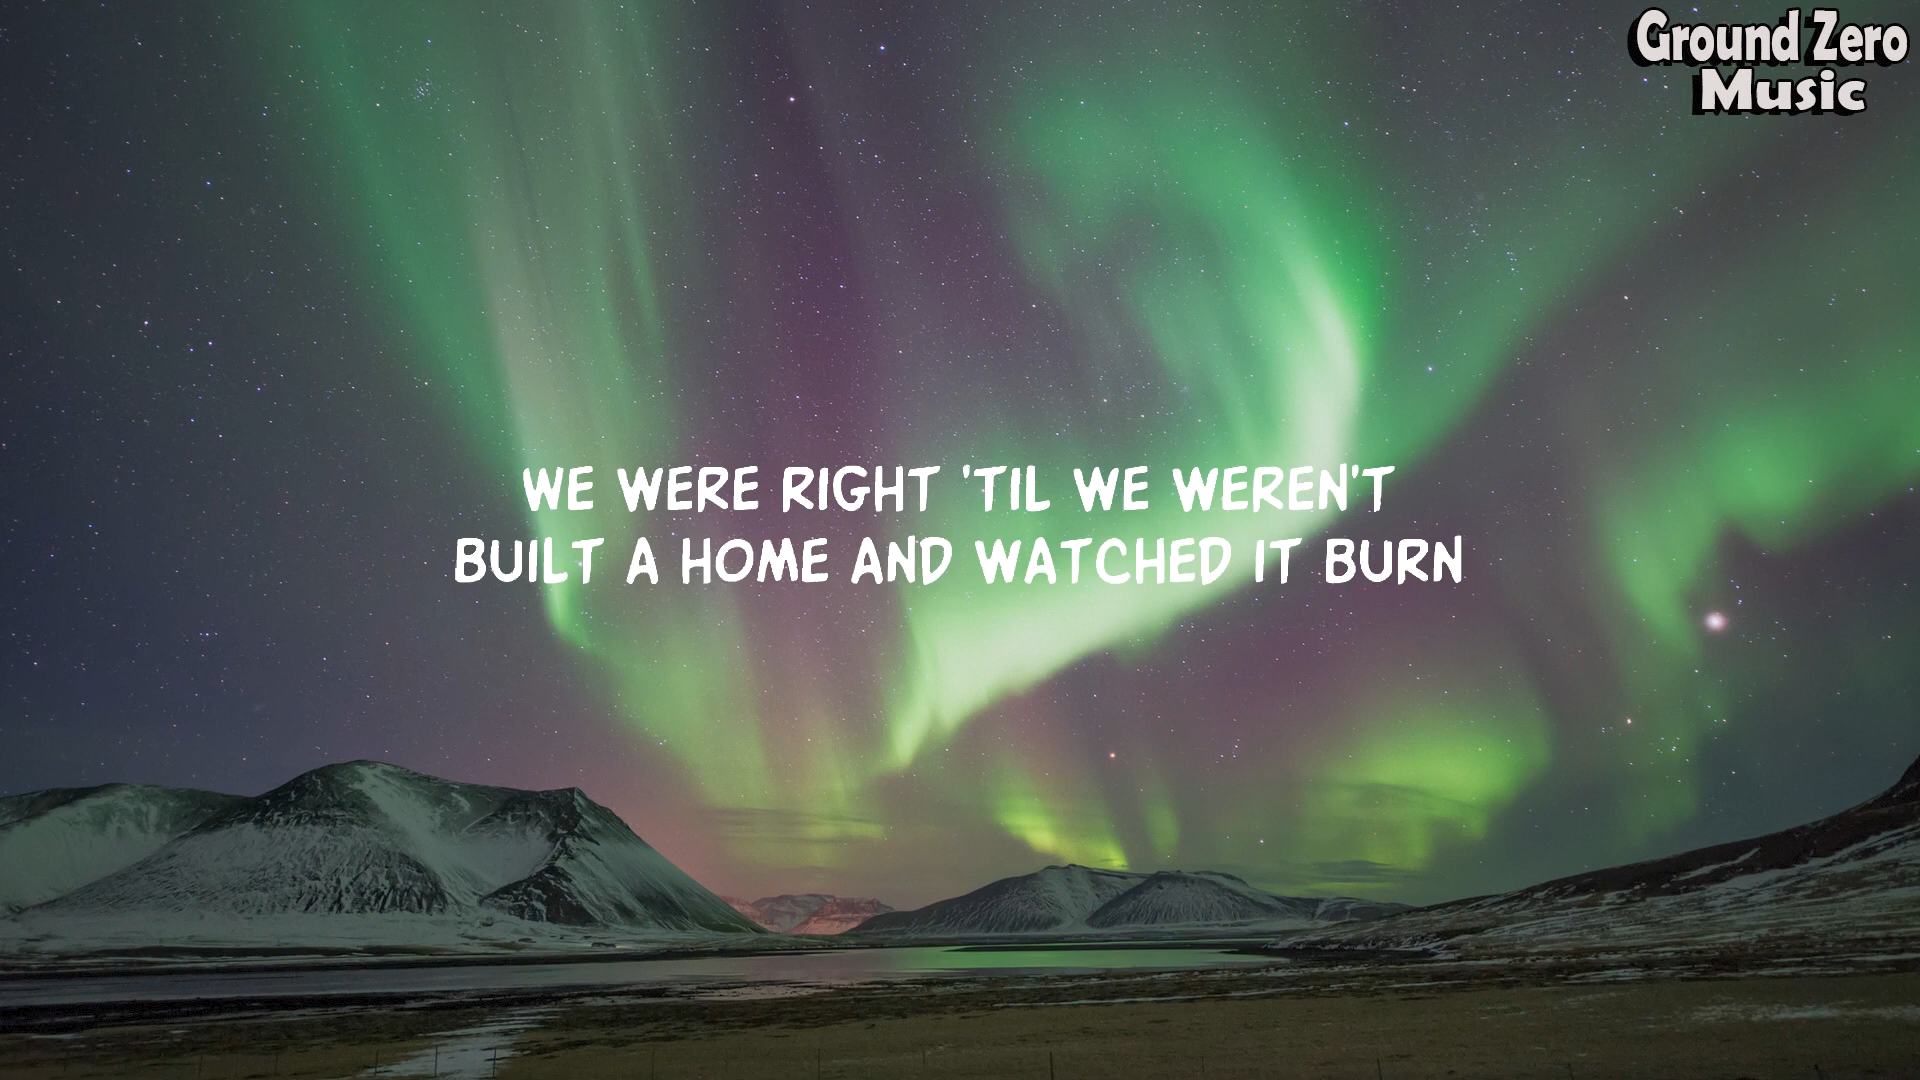 Ground Zero
Music
WE WERE RIGHT 'TIL WE WEREN'T
BUILT A HOME AND WATCHED IT BURN